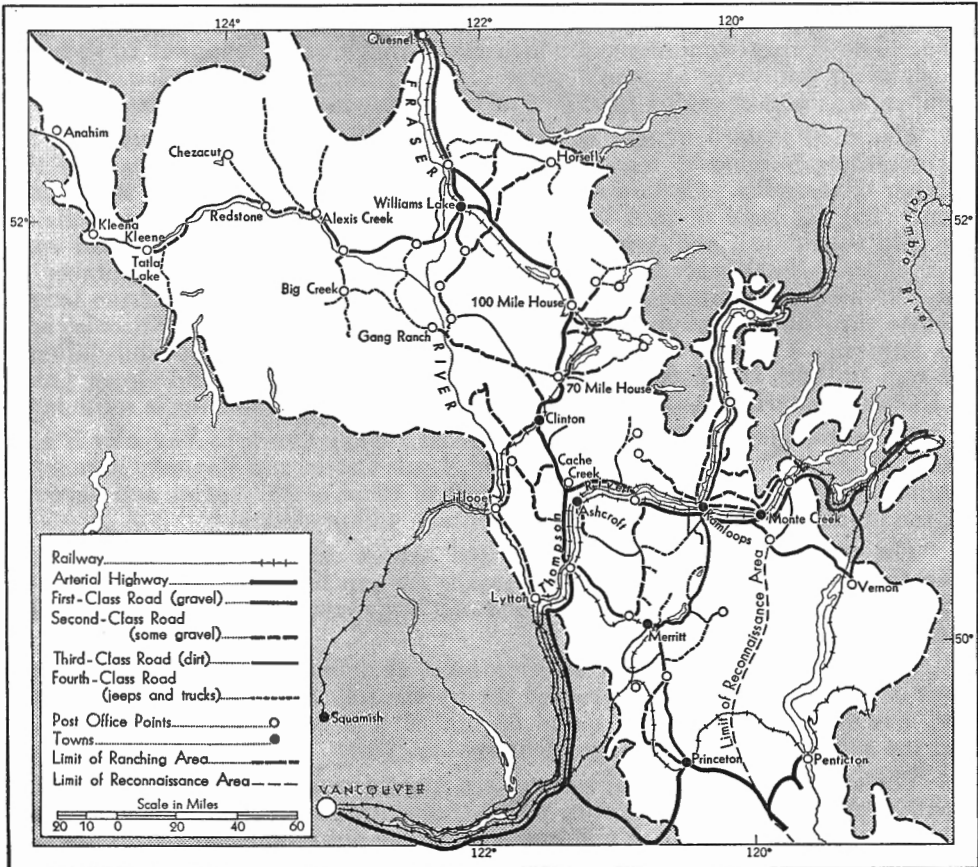 124°
122°
120°
Quesnel
FRASER
Anahim
Chezacut
Horsefly
Williams Lake
52°
52°
Redstone
Alexis Creek
Kleena
Kleene
Tatla
Lake
Columbia
River
Big Creek
100 Mile House
Gang Ranch
RIVER
70 Mile House
Clinton
Cache
Creek
River
Lillooet
Ashcroft
Kamloops
Monte Creek
Thompson
Lytton
Vernon
Merritt
50°
Limit of Reconnaissance Area
Squamish
Princeton
Penticton
VANCOUVER
122°
120°
Railway
Arterial Highway
First-Class Road (gravel)
Second-Class Road
(some gravel)
Third-Class Road (dirt)
Fourth-Class Road
(jeeps and trucks)
Post Office Points
Towns
Limit of Ranching Area
Limit of Reconnaissance Area
Scale in Miles
20 10 0 20 40 60